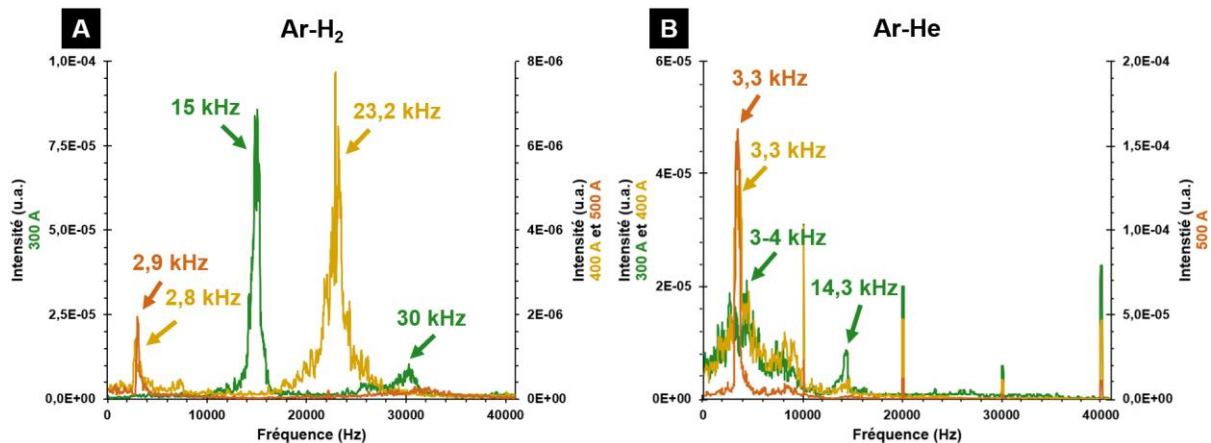 A
Ar-H2
1,0E-04
7,5E-05
5,0E-05
2,5E-05
0,0E+00
8E-06
6E-06
4E-06
2E-06
0E+00
0
10000
20000
30000
40000
Intensité (u.a.)
300 A
Intensité (u.a.)
400 A et 500 A
Fréquence (Hz)
15 kHz
23,2 kHz
2,9 kHz
2,8 kHz
30 kHz
B
Ar-He
6E-05
4E-05
2E-05
0E+00
2,0E-04
1,5E-04
1,0E-04
5,0E-05
0,0E+00
0
10000
20000
30000
40000
Intensité (u.a.)
300 A et 400 A
Intenstié (u.a.)
500 A
Fréquence (Hz)
3,3 kHz
3,3 kHz
3-4 kHz
14,3 kHz